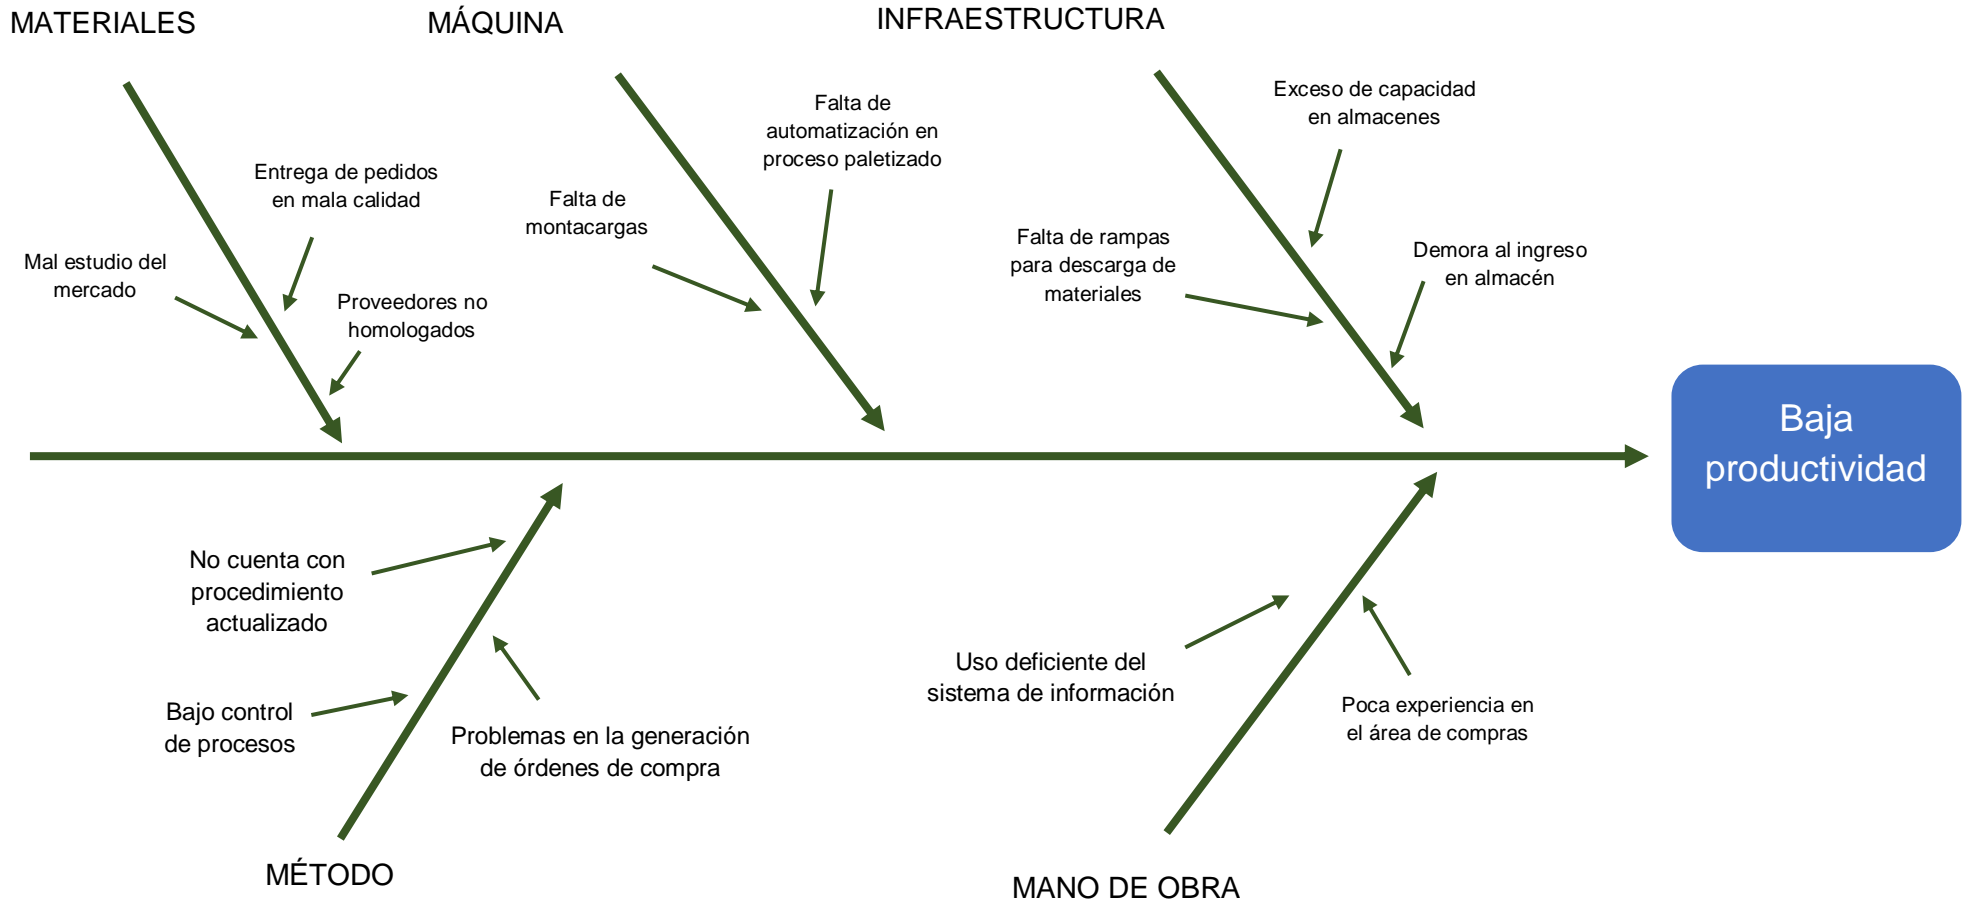 MATERIALES
MÁQUINA
INFRAESTRUCTURA
Entrega de pedidos
en mala calidad
Mal estudio del
mercado
Proveedores no
homologados
Falta de
automatización en
proceso paletizado
Falta de
montacargas
Exceso de capacidad
en almacenes
Falta de rampas
para descarga de
materiales
Demora al ingreso
en almacén
Baja
productividad
No cuenta con
procedimiento
actualizado
Bajo control
de procesos
Problemas en la generación
de órdenes de compra
Uso deficiente del
sistema de información
Poca experiencia en
el área de compras
MÉTODO
MANO DE OBRA